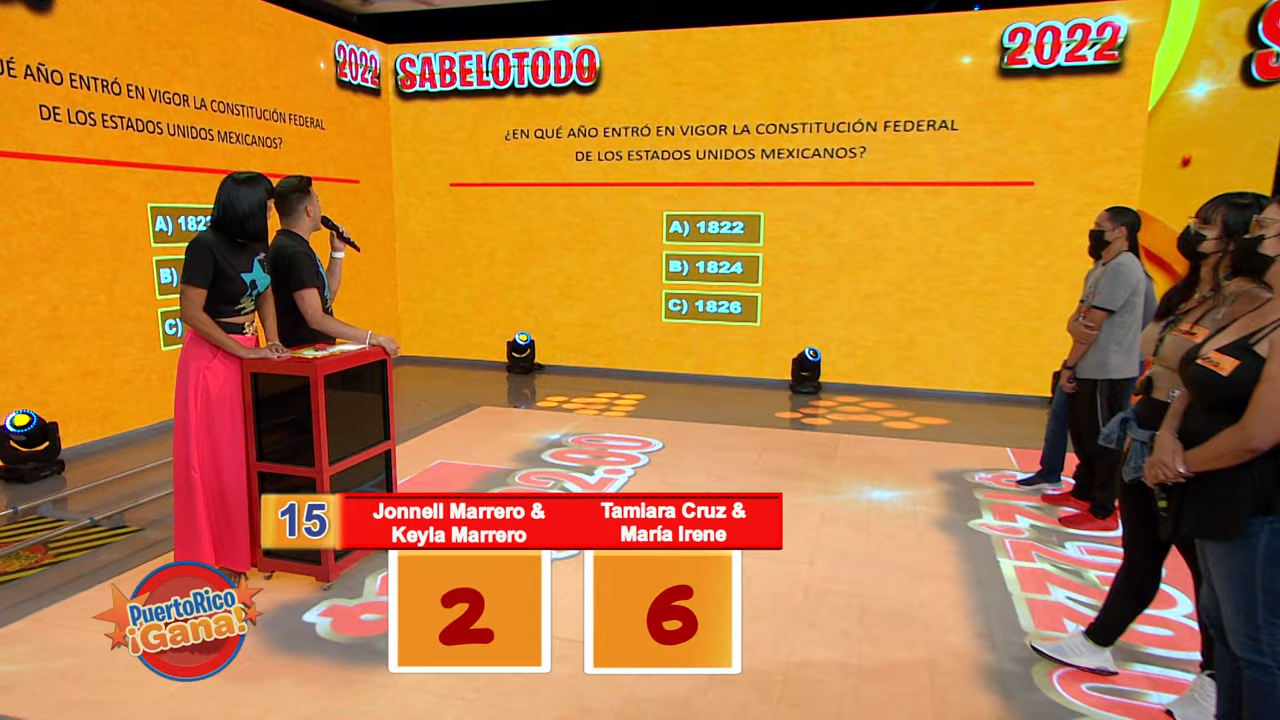 2022
SABELOTODO
2022
S
UÉ AÑO ENTRÓ EN VIGOR LA CONSTITUCIÓN FEDERAL
DE LOS ESTADOS UNIDOS MEXICANOS?
¿EN QUÉ AÑO ENTRÓ EN VIGOR LA CONSTITUCIÓN FEDERAL
DE LOS ESTADOS UNIDOS MEXICANOS?
A) 182
B)
C)
A) 1822
B) 1824
C) 1826
15
Jonnell Marrero &
Keyla Marrero
Tamiara Cruz &
María Irene
2
6
PuertoRico
¡Gana!